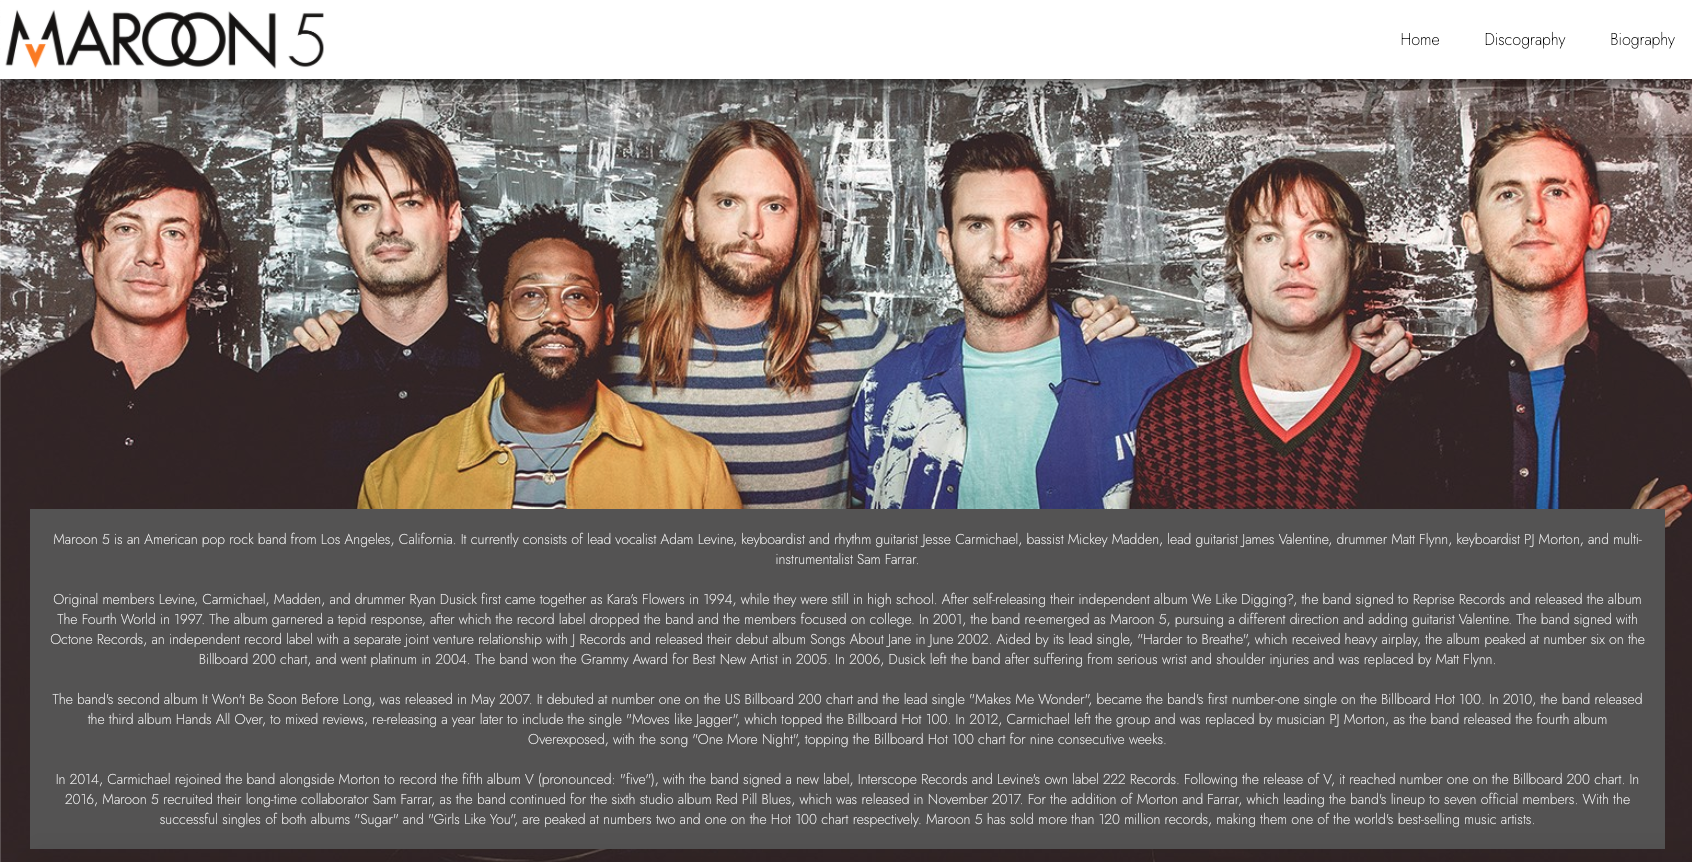 MAROON 5
Home Discography Biography
IV
Maroon 5 is an American pop rock band from Los Angeles, California. It currently consists of lead vocalist Adam Levine, keyboardist and rhythm guitarist Jesse Carmichael, bassist Mickey Madden, lead guitarist James Valentine, drummer Matt Flynn, keyboardist PJ Morton, and multi-
instrumentalist Sam Farrar.
Original members Levine, Carmichael, Madden, and drummer Ryan Dusick first came together as Kara's Flowers in 1994, while they were still in high school. After self-releasing their independent album We Like Digging?, the band signed to Reprise Records and released the album
The Fourth World in 1997. The album garnered a tepid response, after which the record label dropped the band and the members focused on college. In 2001, the band re-emerged as Maroon 5, pursuing a different direction and adding guitarist Valentine. The band signed with
Octone Records, an independent record label with a separate joint venture relationship with J Records and released their debut album Songs About Jane in June 2002. Aided by its lead single, "Harder to Breathe", which received heavy airplay, the album peaked at number six on the
Billboard 200 chart, and went platinum in 2004. The band won the Grammy Award for Best New Artist in 2005. In 2006, Dusick left the band after suffering from serious wrist and shoulder injuries and was replaced by Matt Flynn.
The band's second album It Won't Be Soon Before Long, was released in May 2007. It debuted at number one on the US Billboard 200 chart and the lead single "Makes Me Wonder", became the band's first number-one single on the Billboard Hot 100. In 2010, the band released
the third album Hands All Over, to mixed reviews, re-releasing a year later to include the single "Moves like Jagger", which topped the Billboard Hot 100. In 2012, Carmichael left the group and was replaced by musician PJ Morton, as the band released the fourth album
Overexposed, with the song "One More Night", topping the Billboard Hot 100 chart for nine consecutive weeks.
In 2014, Carmichael rejoined the band alongside Morton to record the fifth album V (pronounced: "five"), with the band signed a new label, Interscope Records and Levine's own label 222 Records. Following the release of V, it reached number one on the Billboard 200 chart. In
2016, Maroon 5 recruited their long-time collaborator Sam Farrar, as the band continued for the sixth studio album Red Pill Blues, which was released in November 2017. For the addition of Morton and Farrar, which leading the band's lineup to seven official members. With the
successful singles of both albums "Sugar" and "Girls Like You", are peaked at numbers two and one on the Hot 100 chart respectively. Maroon 5 has sold more than 120 million records, making them one of the world's best-selling music artists.